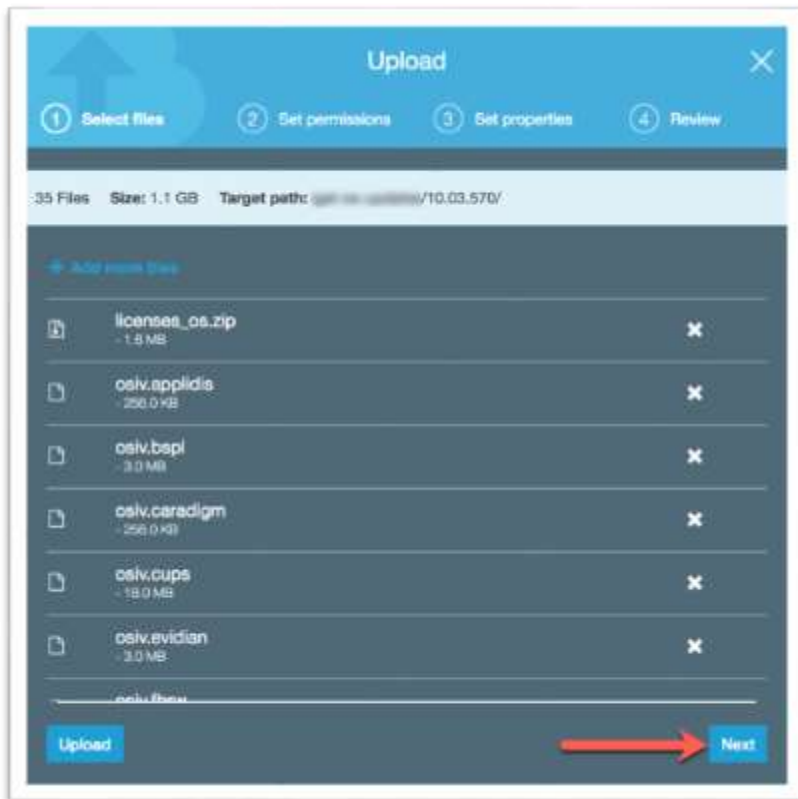 Upload
1 Select files 2 Set permissions 3 Set properties 4 Review
35 Files Size: 1.1 GB Target path: /10.03.570/
+ Add more files
licenses_os.zip
- 1.6 MB
osiv.applidis
- 256.0 KB
osiv.bspl
- 3.0 MB
osiv.caradigm
- 256.0 KB
osiv.cups
- 18.0 MB
osiv.evidian
- 3.0 MB
Upload Next